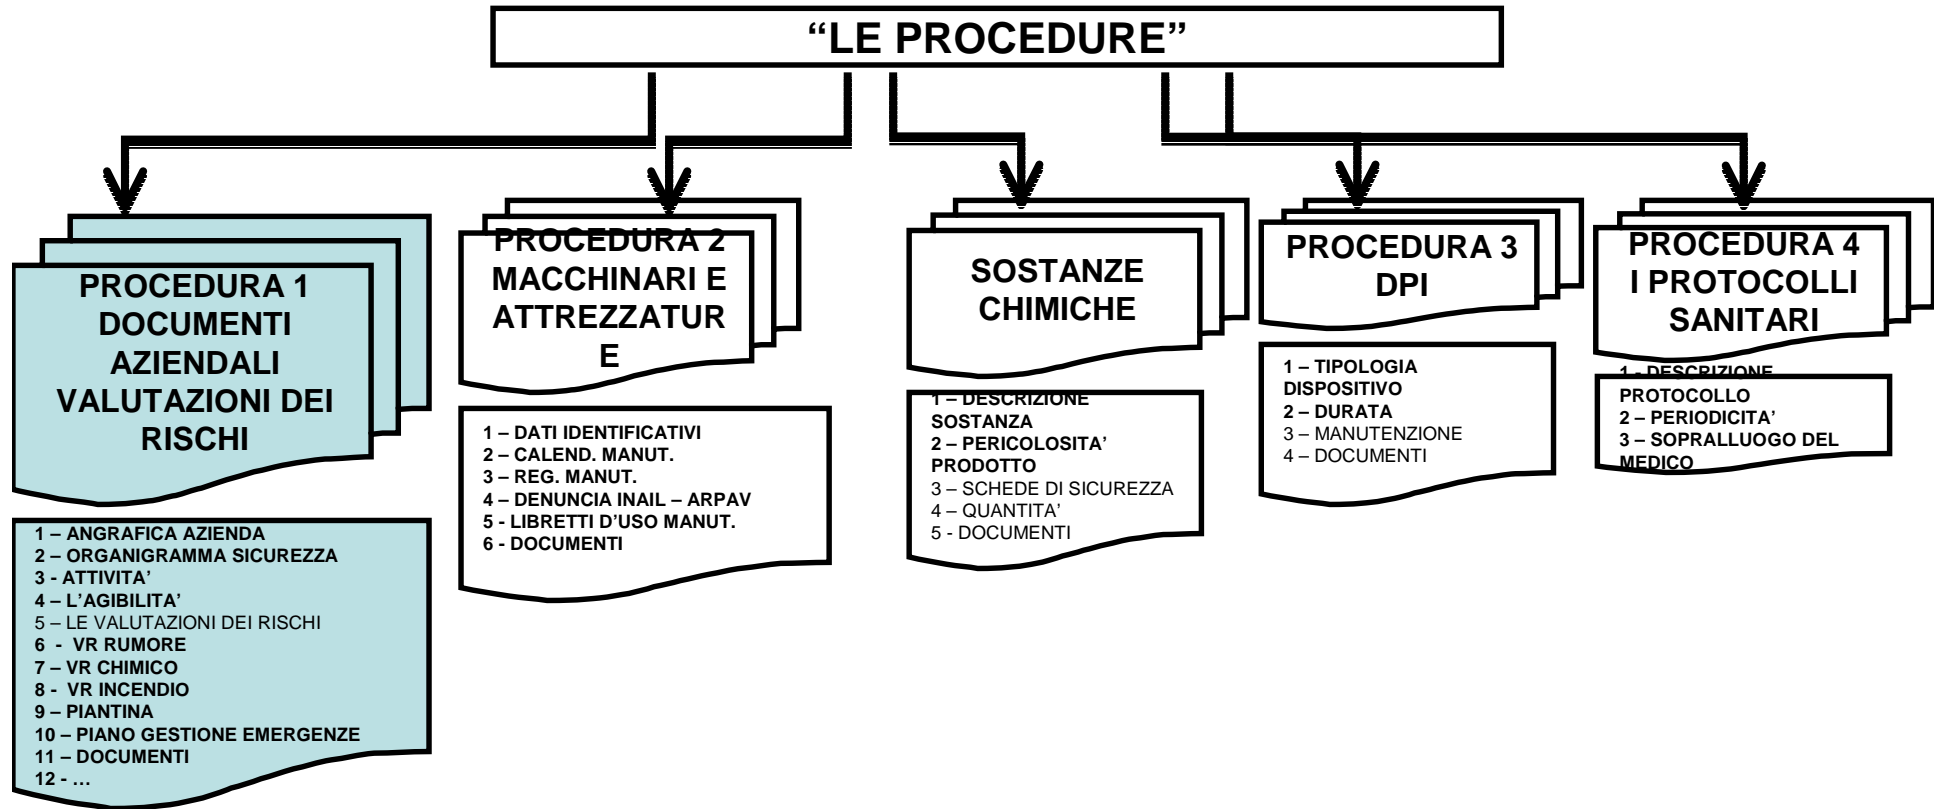 “LE PROCEDURE”
PROCEDURA 1
DOCUMENTI
AZIENDALI
VALUTAZIONI DEI
RISCHI
1 – ANGRAFICA AZIENDA
2 – ORGANIGRAMMA SICUREZZA
3 - ATTIVITA’
4 – L’AGIBILITA’
5 – LE VALUTAZIONI DEI RISCHI
6  -  VR RUMORE
7 – VR CHIMICO
8 -  VR INCENDIO
9 – PIANTINA
10 – PIANO GESTIONE EMERGENZE
11 – DOCUMENTI
12 - …
PROCEDURA 2
MACCHINARI E
ATTREZZATUR
E
1 – DATI IDENTIFICATIVI
2 – CALEND. MANUT.
3 – REG. MANUT.
4 – DENUNCIA INAIL – ARPAV
5 - LIBRETTI D’USO MANUT.
6 - DOCUMENTI
SOSTANZE
CHIMICHE
1 – DESCRIZIONE
SOSTANZA
2 – PERICOLOSITA’
PRODOTTO
3 – SCHEDE DI SICUREZZA
4 – QUANTITA’
5 - DOCUMENTI
PROCEDURA 3
DPI
1 – TIPOLOGIA
DISPOSITIVO
2 – DURATA
3 – MANUTENZIONE
4 – DOCUMENTI
PROCEDURA 4
I PROTOCOLLI
SANITARI
1 - DESCRIZIONE
PROTOCOLLO
2 – PERIODICITA’
3 – SOPRALLUOGO DEL
MEDICO